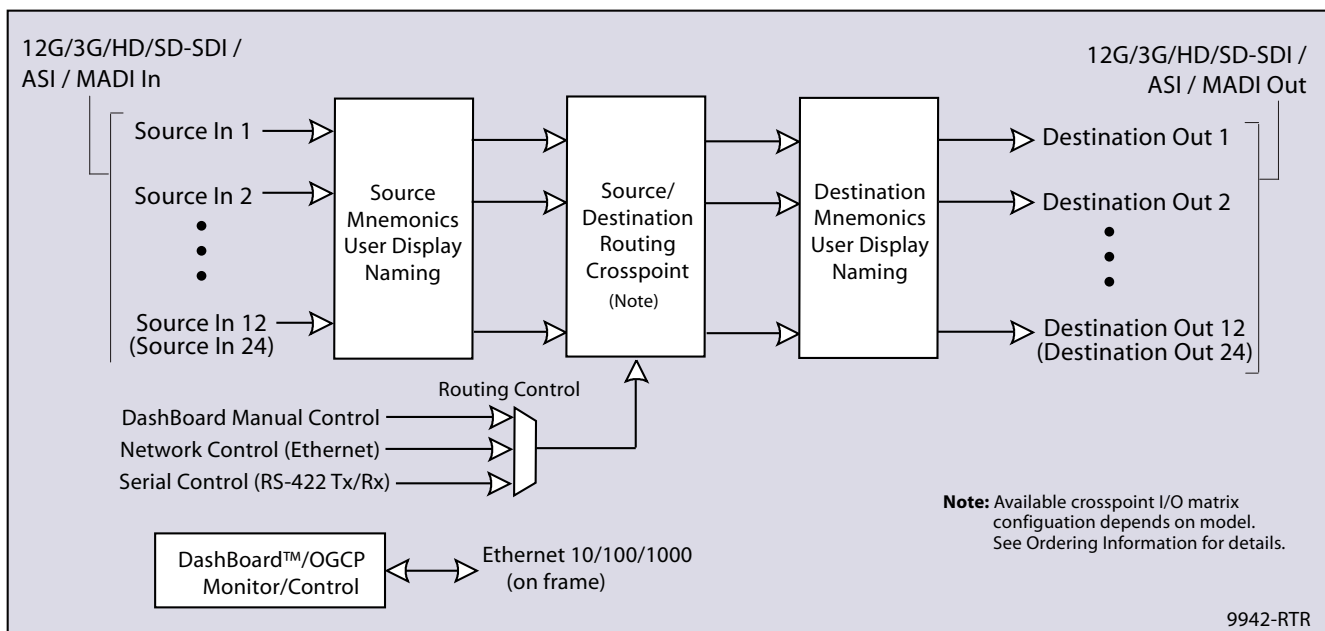 12G/3G/HD/SD-SDI /
ASI / MADI In
12G/3G/HD/SD-SDI /
ASI / MADI Out
Source In 1
Source In 2
Source In 12
(Source In 24)
Source
Mnemonics
User Display
Naming
Source/
Destination
Routing
Crosspoint
(Note)
Destination
Mnemonics
User Display
Naming
Destination Out 1
Destination Out 2
Destination Out 12
(Destination Out 24)
Routing Control
DashBoard Manual Control
Network Control (Ethernet)
Serial Control (RS-422 Tx/Rx)
Note: Available crosspoint I/O matrix
configuation depends on model.
See Ordering Information for details.
DashBoard™/OGCP
Monitor/Control
Ethernet 10/100/1000
(on frame)
9942-RTR